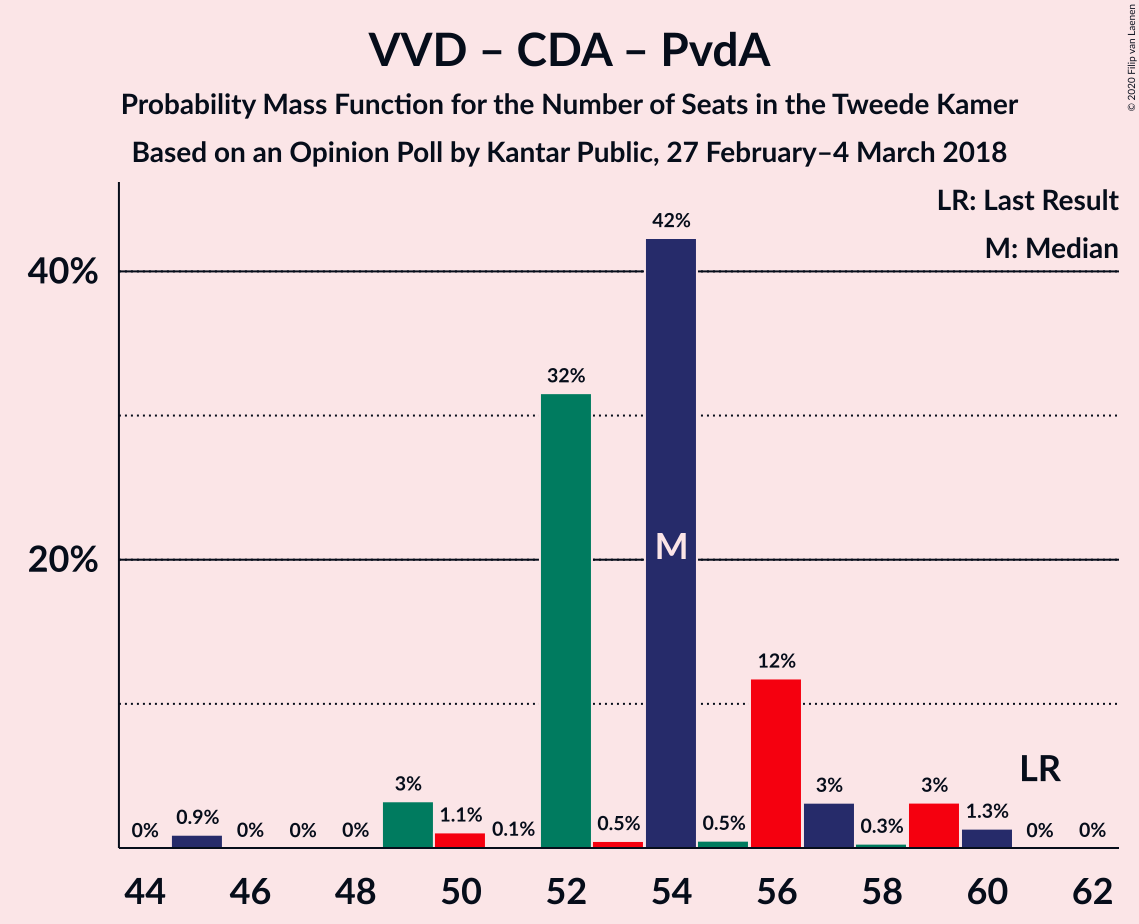 VVD – CDA – PvdA
Probability Mass Function for the Number of Seats in the Tweede Kamer
Based on an Opinion Poll by Kantar Public, 27 February–4 March 2018
© 2020 Filip van Laenen
LR: Last Result
M: Median
40%
20%
0%
0.9%
0%
0%
0%
3%
1.1%
0.1%
32%
0.5%
42%
M
0.5%
12%
3%
0.3%
3%
1.3%
LR
0%
0%
44 46 48 50 52 54 56 58 60 62